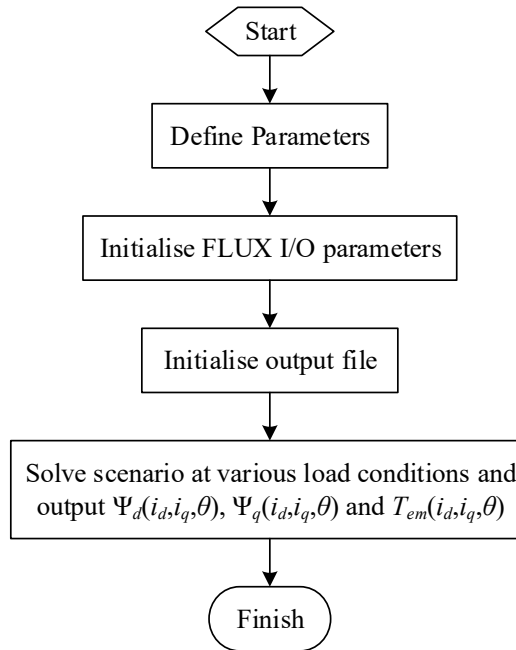 Start
Define Parameters
Initialise FLUX I/O parameters
Initialise output file
Solve scenario at various load conditions and
output Ψd(id,iq,θ), Ψq(id,iq,θ) and Tem(id,iq,θ)
Finish